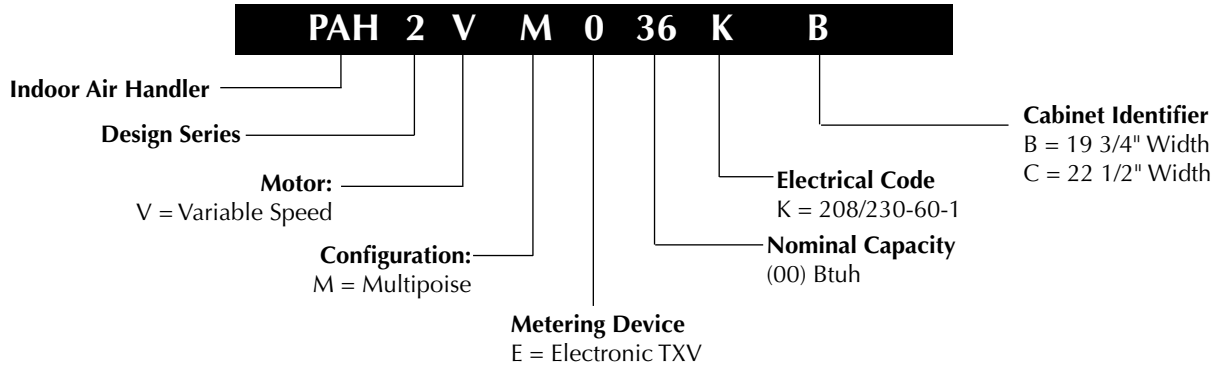 PAH 2 V M 0 36 K B
Indoor Air Handler
Design Series
Motor:
V = Variable Speed
Configuration:
M = Multipoise
Metering Device
E = Electronic TXV
Nominal Capacity
(00) Btuh
Electrical Code
K = 208/230-60-1
Cabinet Identifier
B = 19 3/4" Width
C = 22 1/2" Width